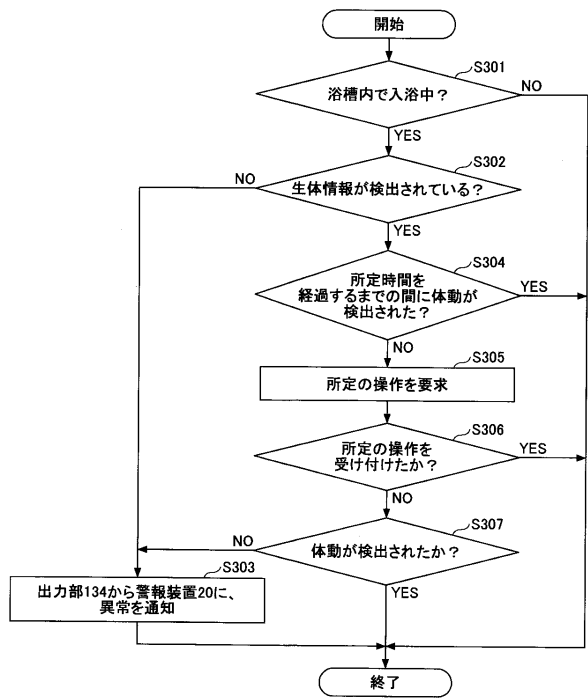 開始
S301
浴槽内で入浴中?
NO
YES
S302
NO
生体情報が検出されている?
YES
S304
所定時間を
経過するまでの間に体動が
検出された?
YES
NO
S305
所定の操作を要求
S306
所定の操作を
受け付けたか?
YES
NO
S307
NO
体動が検出されたか?
YES
S303
出力部134から警報装置20に、
異常を通知
終了